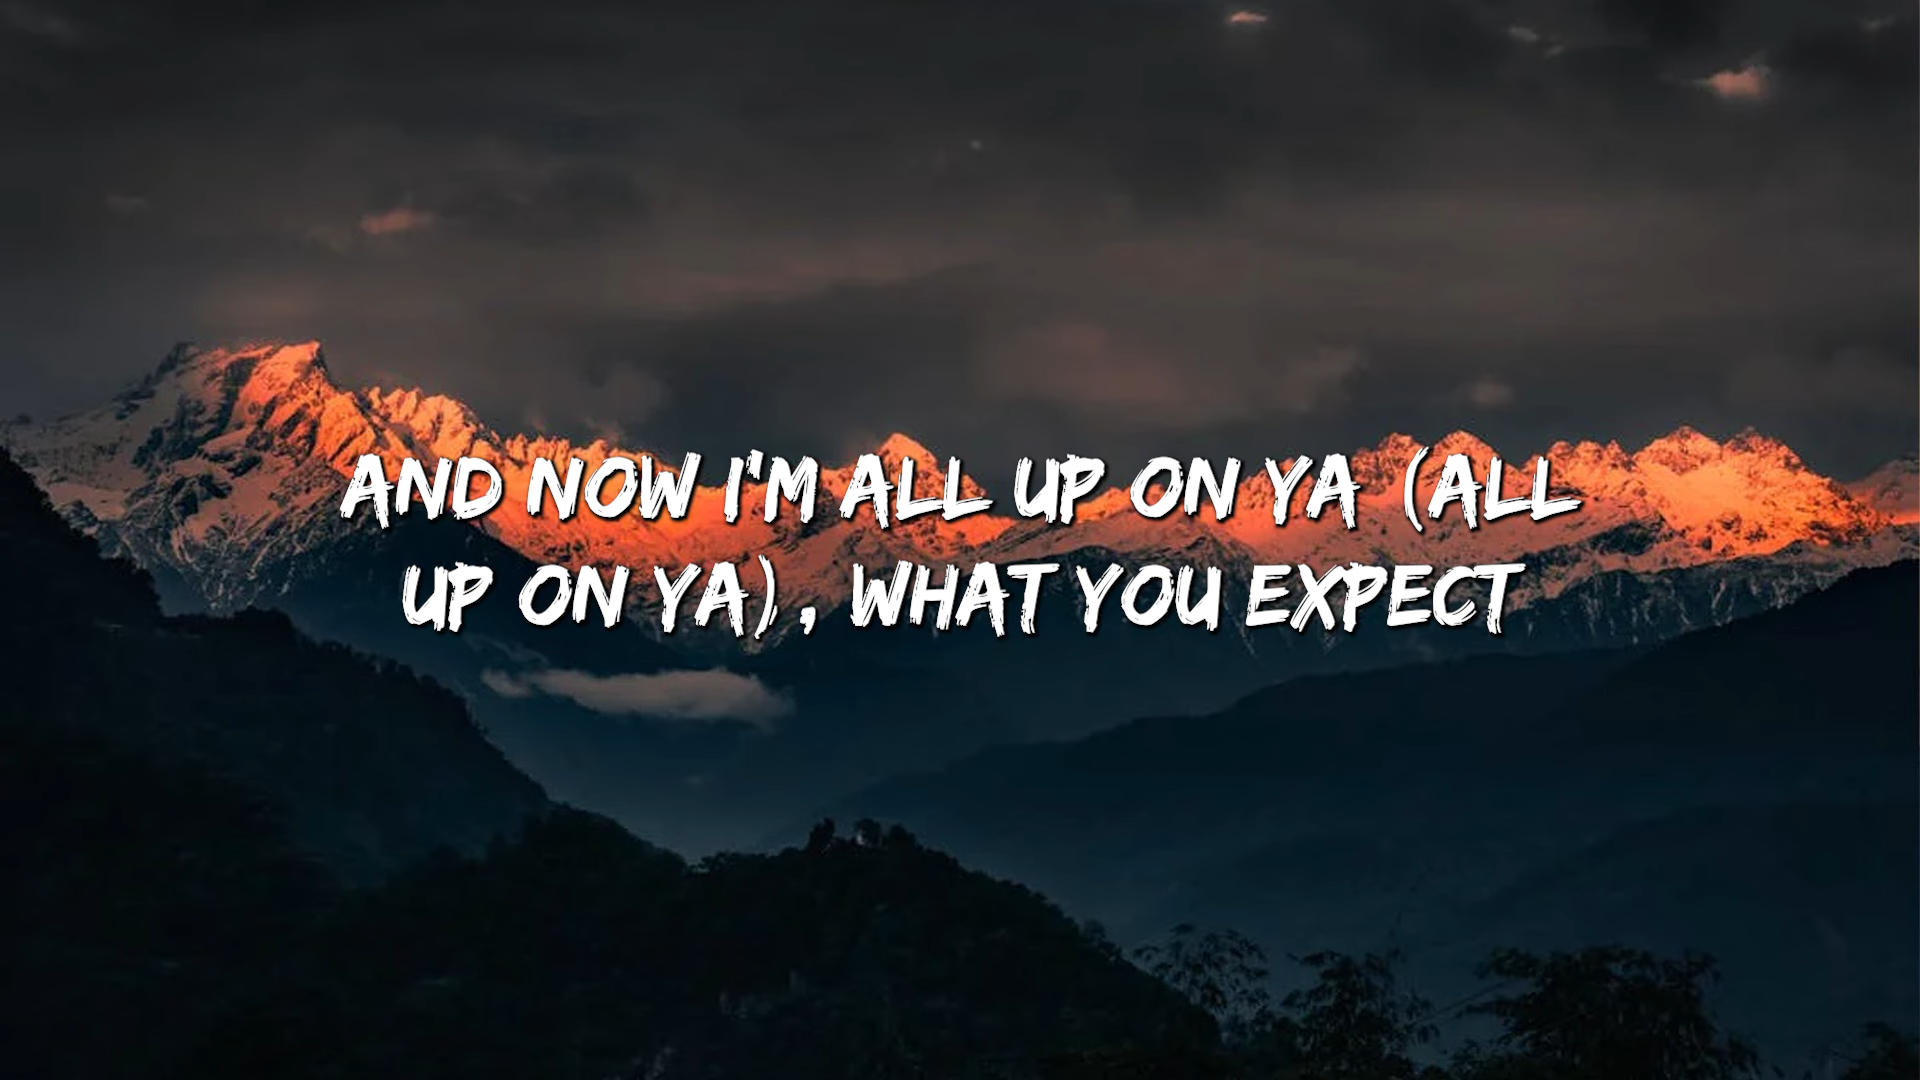 AND NOW I'M ALL UP ON YA (ALL
UP ON YA), WHAT YOU EXPECT